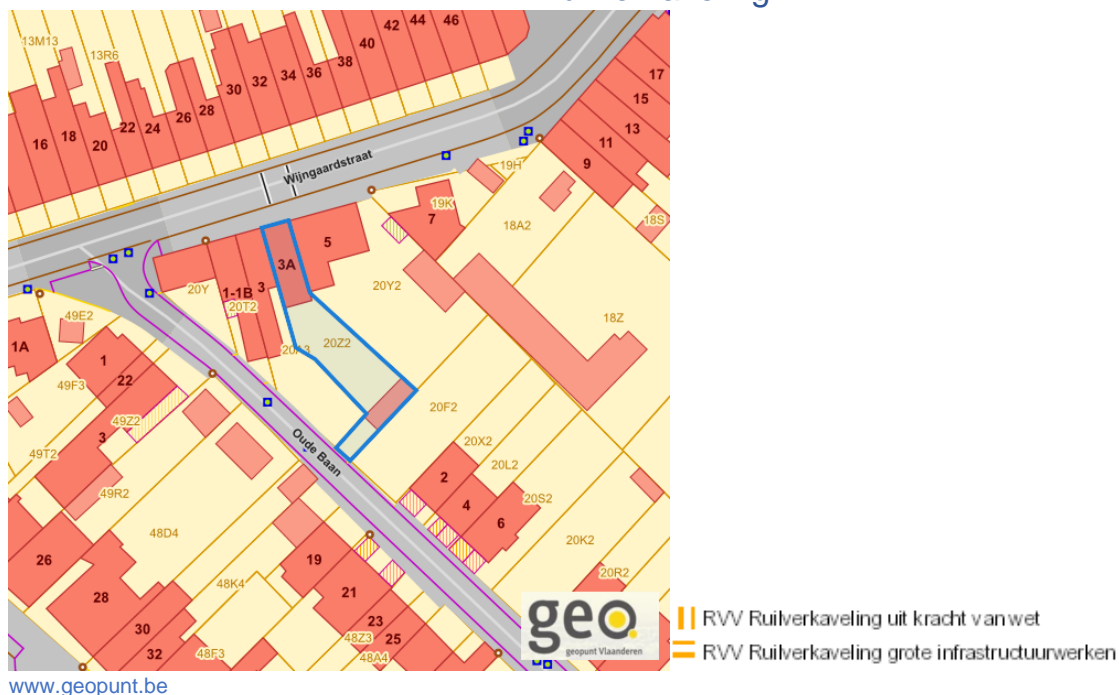 13M13
13R6
16
18
20
22
24
26
28
30
32
34
36
38
40
42
44
46
17
15
13
11
9
Wijngaardstraat
19H
19K
7
18A2
18S
5
3A
3
1-1B
20Y
20T2
20Y2
18Z
49E2
1A
1
22
49F3
20A3
20Z2
49Z2
3
49T2
49R2
Oude Baan
20F2
20X2
20L2
2
4
6
20S2
48D4
26
28
30
32
48K4
48F3
19
21
23
25
48Z3
48A4
20K2
20R2
geo
geopunt Vlaanderen
RVV Ruilverkaveling uit kracht van wet
RVV Ruilverkaveling grote infrastructuurwerken
www.geopunt.be